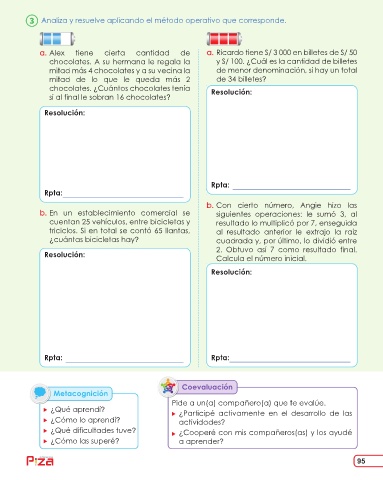 3 Analiza y resuelve aplicando el método operativo que corresponde.
a. Alex tiene cierta cantidad de
chocolates. A su hermana le regala la
mitad más 4 chocolates y a su vecina la
mitad de lo que le queda más 2
chocolates. ¿Cuántos chocolates tenía
si al final le sobran 16 chocolates?
Resolución:
Rpta:
b. En un establecimiento comercial se
cuentan 25 vehículos, entre bicicletas y
triciclos. Si en total se contó 65 llantas,
¿cuántas bicicletas hay?
Resolución:
Rpta:
a. Ricardo tiene S/ 3 000 en billetes de S/ 50
y S/ 100. ¿Cuál es la cantidad de billetes
de menor denominación, si hay un total
de 34 billetes?
Resolución:
Rpta:
b. Con cierto número, Angie hizo las
siguientes operaciones: le sumó 3, al
resultado lo multiplicó por 7, enseguida
al resultado anterior le extrajo la raíz
cuadrada y, por último, lo dividió entre
2. Obtuvo así 7 como resultado final.
Calcula el número inicial.
Resolución:
Rpta:
Metacognición
¿Qué aprendí?
¿Cómo lo aprendí?
¿Qué dificultades tuve?
¿Cómo las superé?
Coevaluación
Pide a un(a) compañero(a) que te evalúe.
¿Participé activamente en el desarrollo de las
actividades?
¿Cooperé con mis compañeros(as) y los ayudé
a aprender?
95